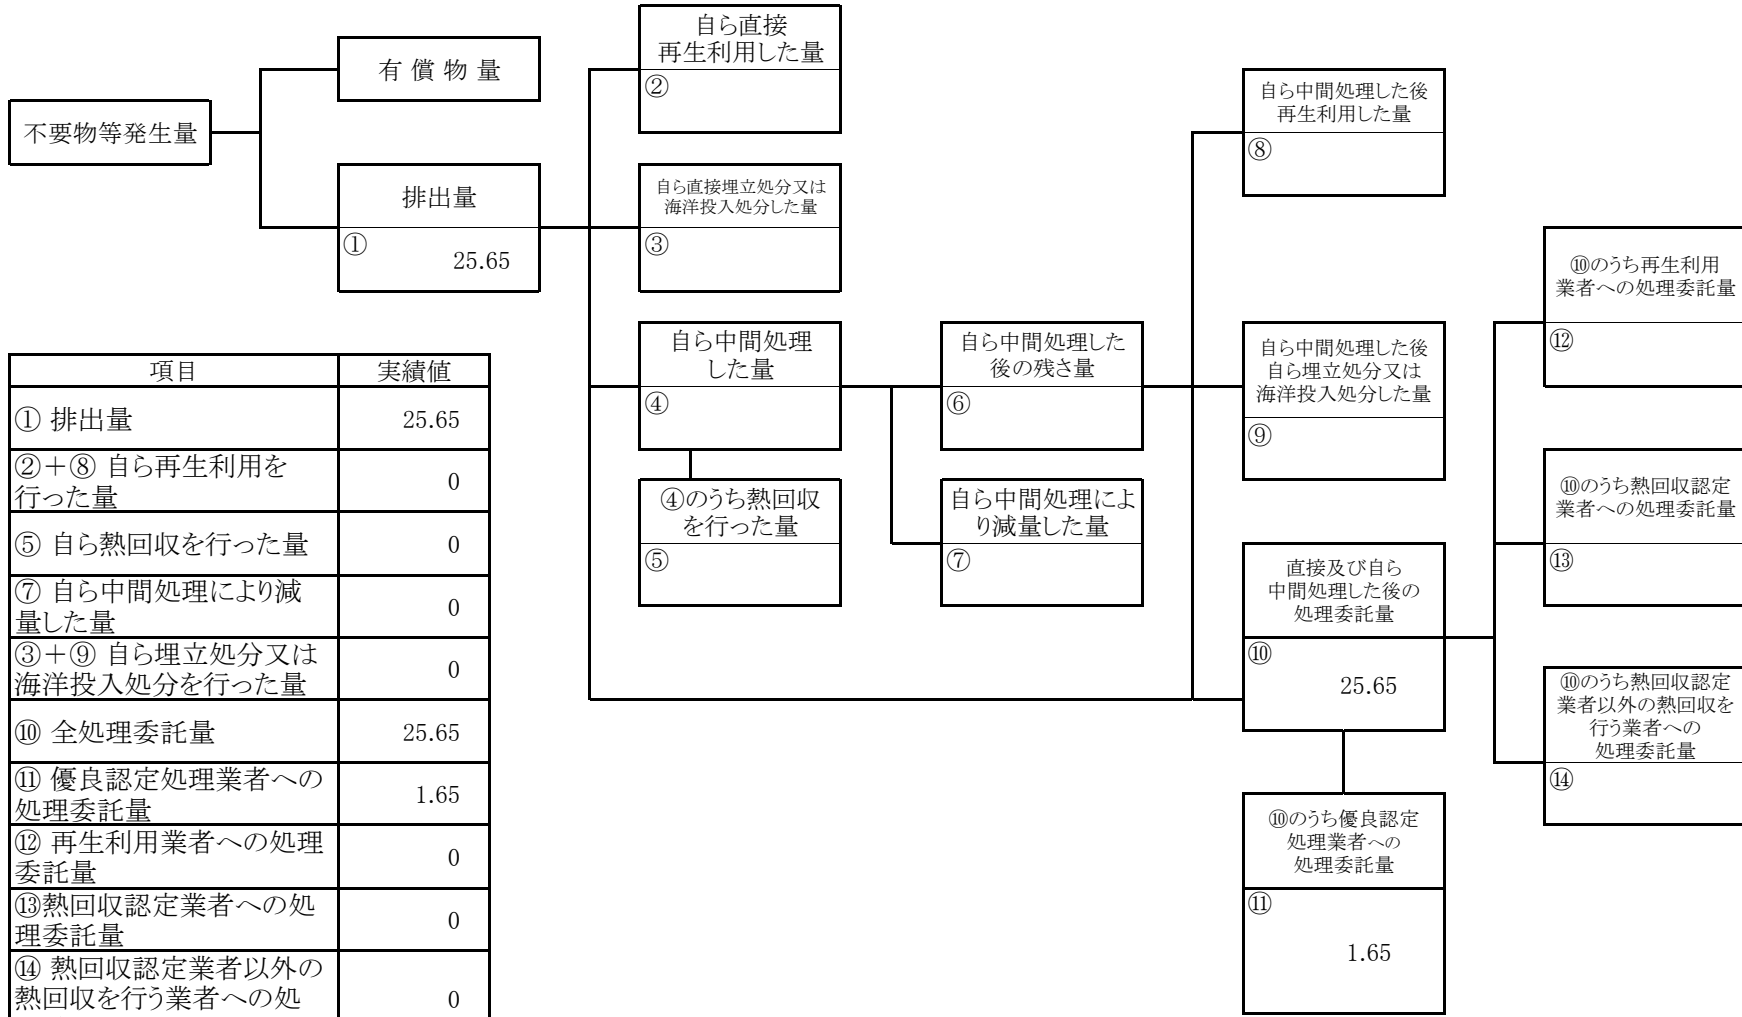 不要物等発生量
有 償 物 量
排出量
①
25.65
自ら直接
再生利用した量
②
自ら直接埋立処分又は
海洋投入処分した量
③
自ら中間処理
した量
④
④のうち熱回収
を行った量
⑤
自ら中間処理した
後の残さ量
⑥
自ら中間処理によ
り減量した量
⑦
自ら中間処理した後
再生利用した量
⑧
自ら中間処理した後
自ら埋立処分又は
海洋投入処分した量
⑨
直接及び自ら
中間処理した後の
処理委託量
⑩
25.65
⑩のうち優良認定
処理業者への
処理委託量
⑪
1.65
⑩のうち再生利用
業者への処理委託量
⑫
⑩のうち熱回収認定
業者への処理委託量
⑬
⑩のうち熱回収認定
業者以外の熱回収を
行う業者への
処理委託量
⑭
項目 実績値
① 排出量 25.65
②+⑧ 自ら再生利用を
行った量 0
⑤ 自ら熱回収を行った量 0
⑦ 自ら中間処理により減
量した量 0
③+⑨ 自ら埋立処分又は
海洋投入処分を行った量 0
⑩ 全処理委託量 25.65
⑪ 優良認定処理業者への
処理委託量 1.65
⑫ 再生利用業者への処理
委託量 0
⑬熱回収認定業者への処
理委託量 0
⑭ 熱回収認定業者以外の
熱回収を行う業者への処 0